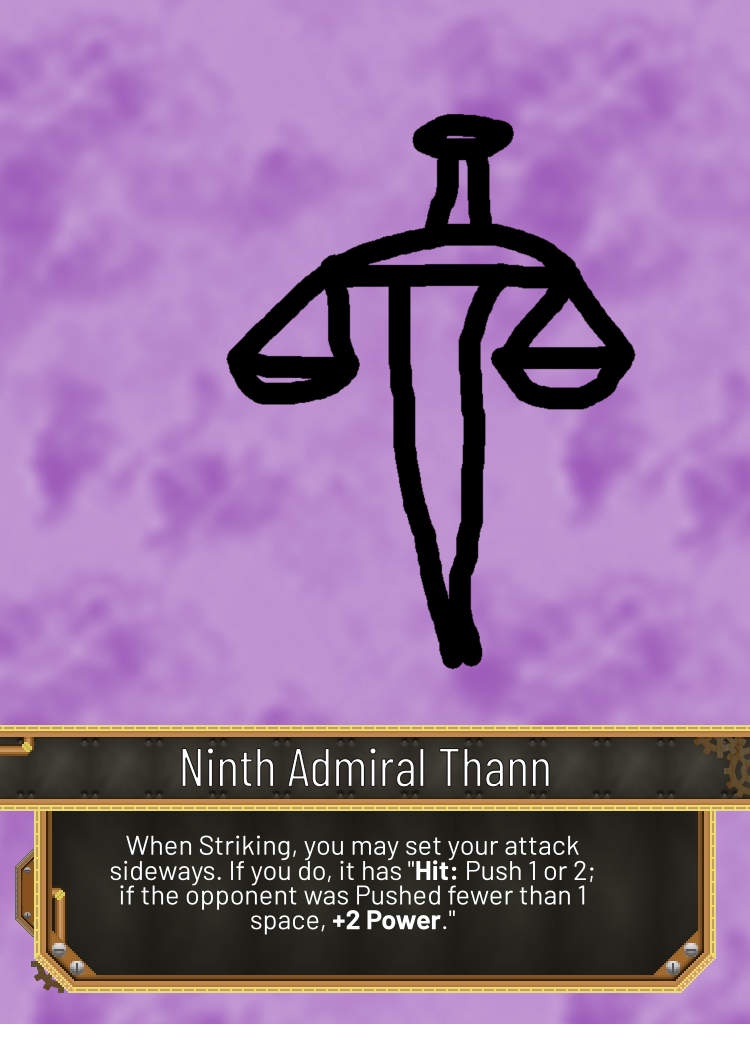 Ninth Admiral Thann
When Striking, you may set your attack
sideways. If you do, it has "Hit: Push 1 or 2;
if the opponent was Pushed fewer than 1
space, +2 Power."